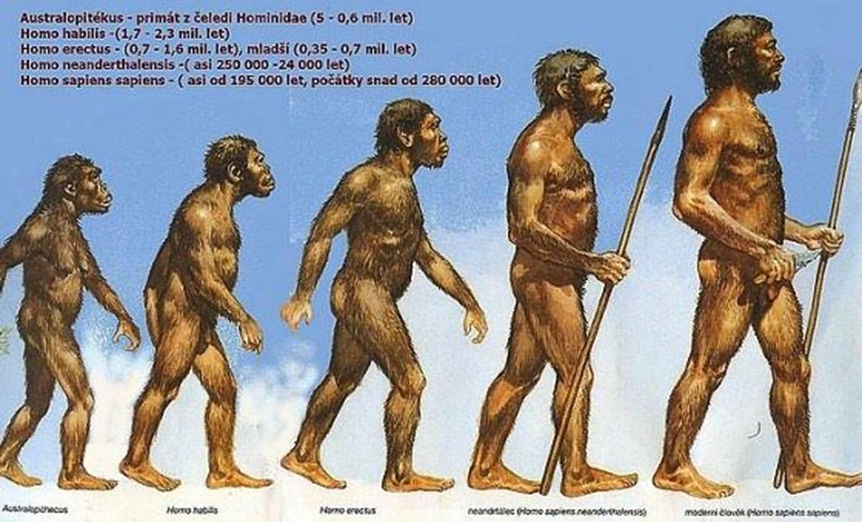 Australopitékus - primát z čeledi Hominidae (5 - 0,6 mil. let)
Homo habilis -(1,7 - 2,3 mil. let)
Homo erectus - (0,7 - 1,6 mil. let), mladší (0,35 - 0,7 mil. let)
Homo neanderthalensis -( asi 250 000 -24 000 let)
Homo sapiens sapiens - ( asi od 195 000 let, počátky snad od 280 000 let)
Australopithecus
Homo habilis
Homo erectus
neandrtálec (Homo sapiens neanderthalensis)
moderní člověk (Homo sapiens sapiens)